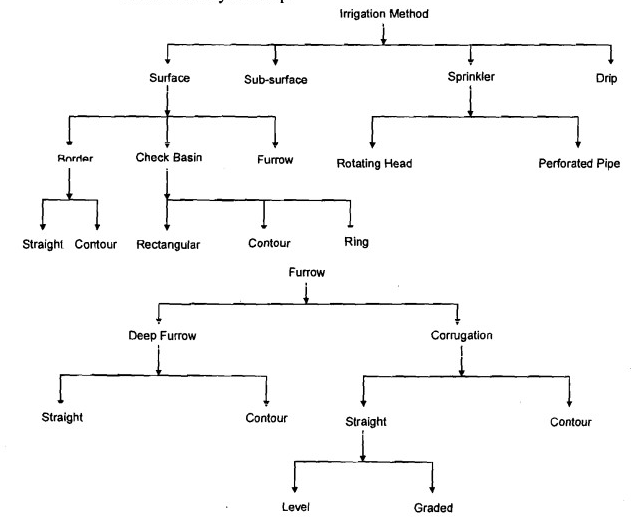 Irrigation Method
Surface Sub-surface Sprinkler Drip
Border Check Basin Furrow Rotating Head Perforated Pipe
Straight Contour Rectangular Contour Ring
Furrow
Deep Furrow Corrugation
Straight Contour Straight Contour
Level Graded